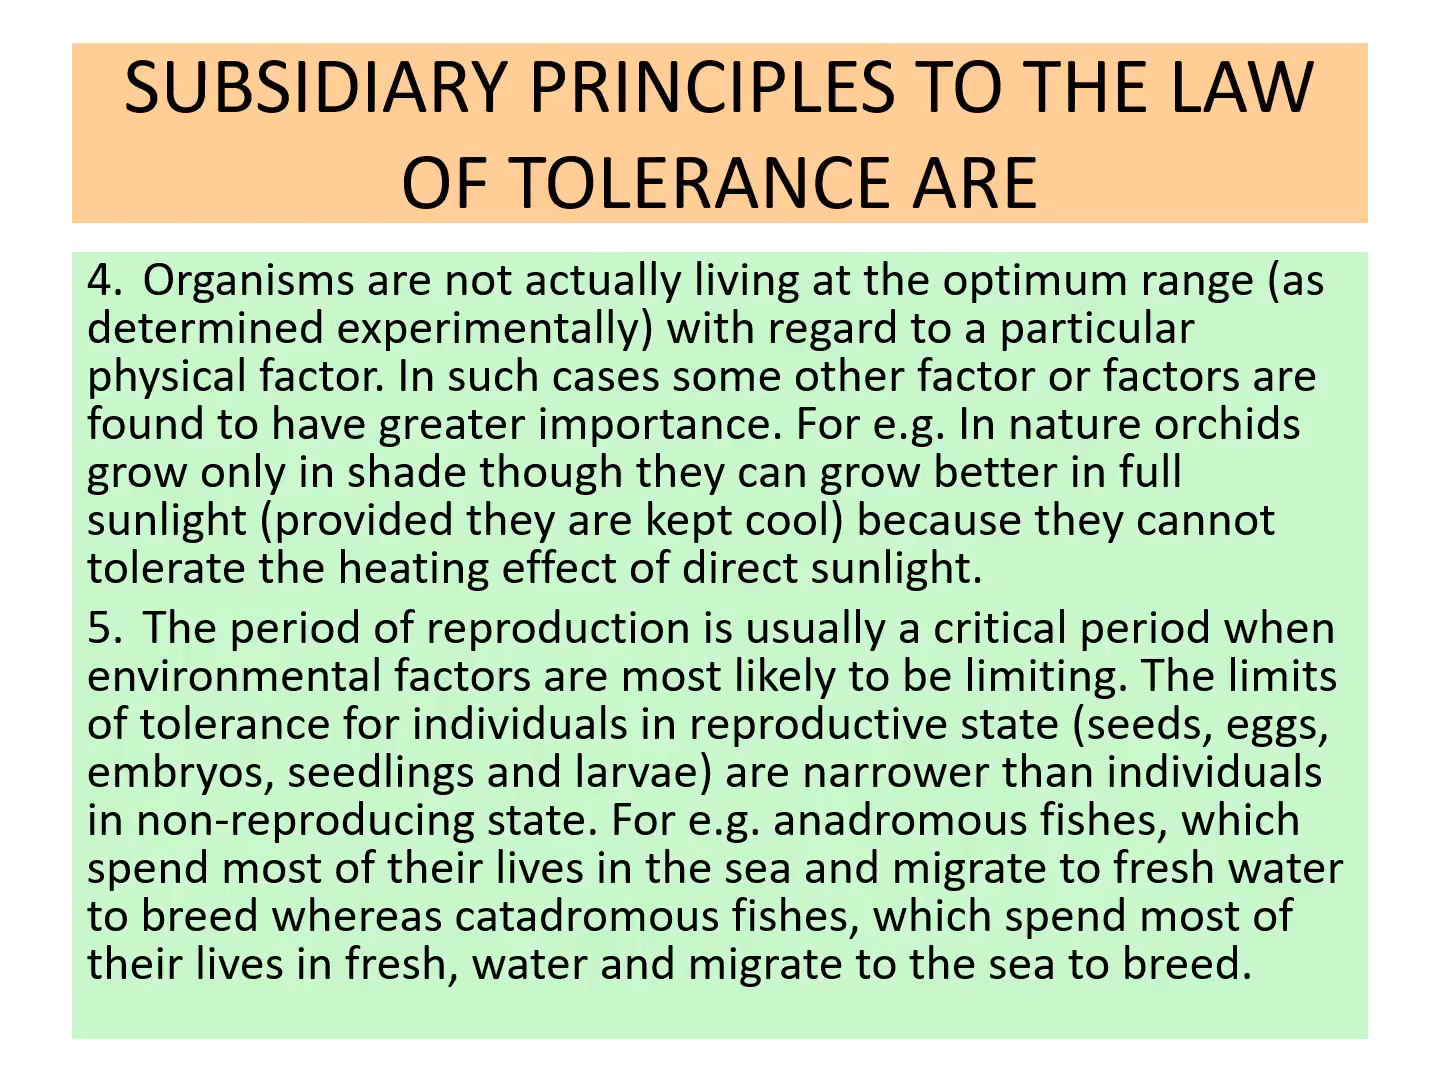 SUBSIDIARY PRINCIPLES TO THE LAW
OF TOLERANCE ARE
4. Organisms are not actually living at the optimum range (as
determined experimentally) with regard to a particular
physical factor. In such cases some other factor or factors are
found to have greater importance. For e.g. In nature orchids
grow only in shade though they can grow better in full
sunlight (provided they are kept cool) because they cannot
tolerate the heating effect of direct sunlight.
5. The period of reproduction is usually a critical period when
environmental factors are most likely to be limiting. The limits
of tolerance for individuals in reproductive state (seeds, eggs,
embryos, seedlings and larvae) are narrower than individuals
in non-reproducing state. For e.g. anadromous fishes, which
spend most of their lives in the sea and migrate to fresh water
to breed whereas catadromous fishes, which spend most of
their lives in fresh, water and migrate to the sea to breed.